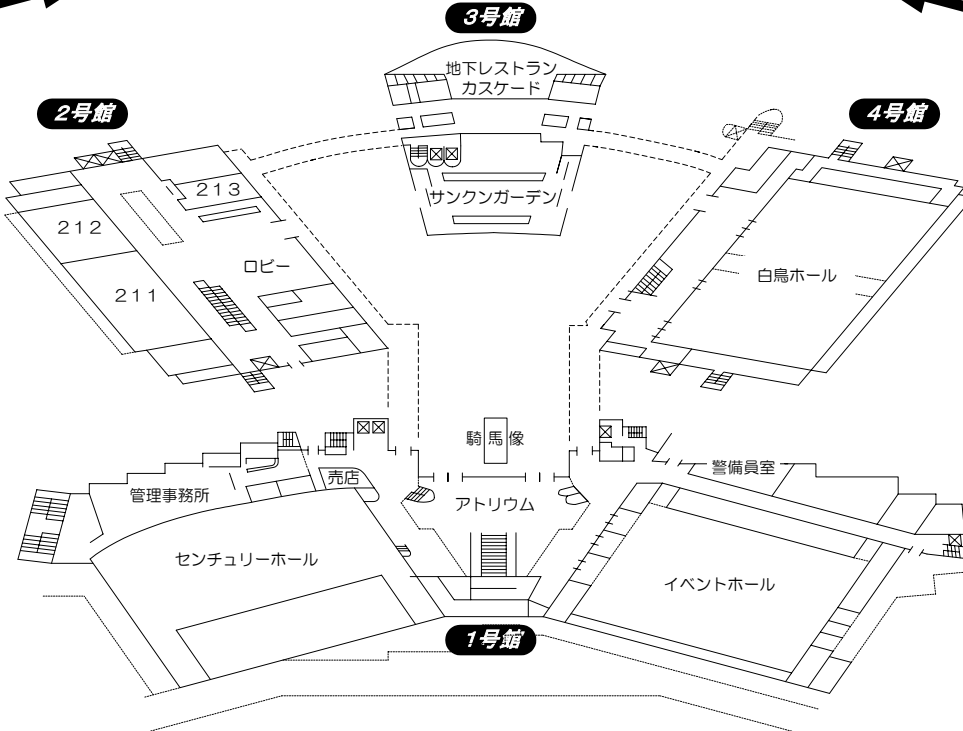 3号館
地下レストラン
カスケード
2号館
4号館
213
サンクンガーデン
212
ロビー
白鳥ホール
211
騎馬像
売店
警備員室
管理事務所
アトリウム
センチュリーホール
イベントホール
1号館